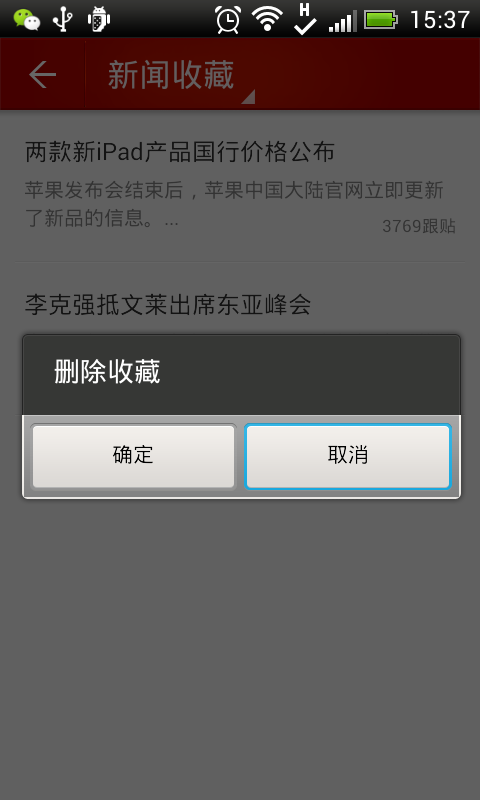 H
15:37
新闻收藏
两款新iPad产品国行价格公布
苹果发布会结束后，苹果中国大陆官网立即更新
了新品的信息。...
3769跟贴
李克强抵文莱出席东亚峰会
删除收藏
确定
取消